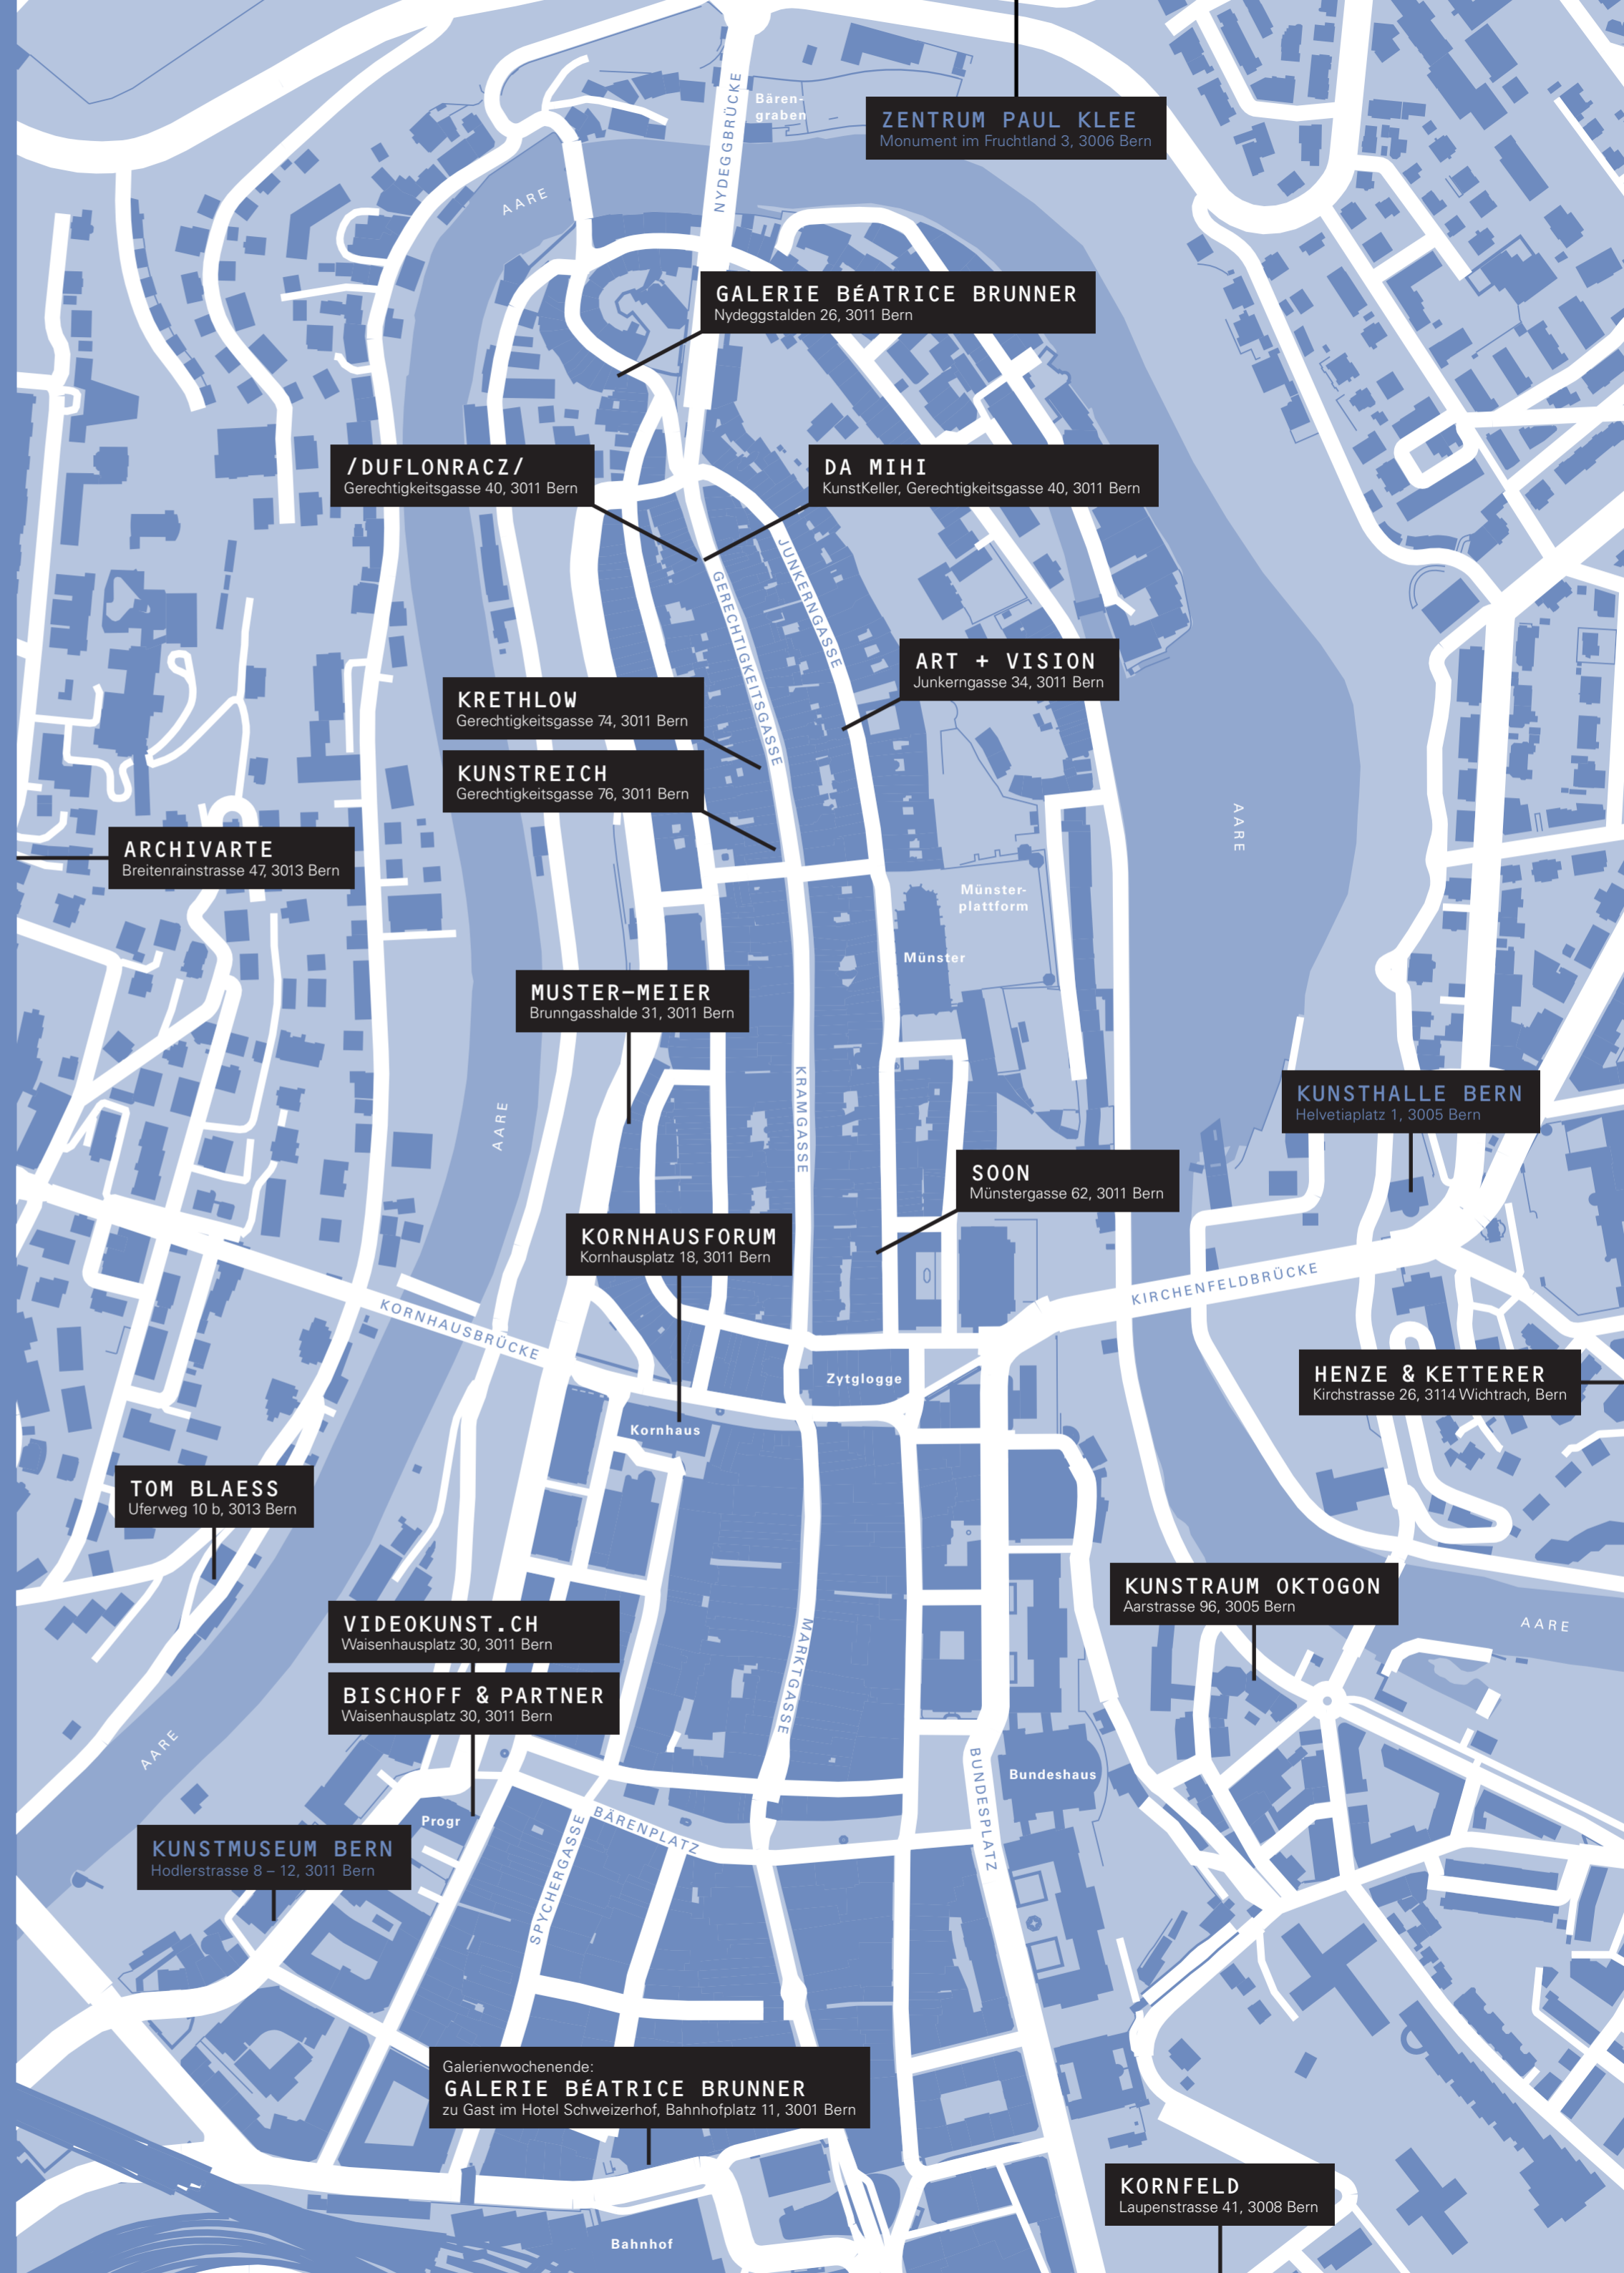 NYDEGGBRÜCKE
Bären-
graben
ZENTRUM PAUL KLEE
Monument im Fruchtland 3, 3006 Bern
AARE
GALERIE BÉATRICE BRUNNER
Nydeggstalden 26, 3011 Bern
/DUFLONRACZ/
Gerechtigkeitsgasse 40, 3011 Bern
DA MIHI
KunstKeller, Gerechtigkeitsgasse 40, 3011 Bern
JUNKERNGASSE
GERECHTIGKEITSGASSE
ART + VISION
Junkerngasse 34, 3011 Bern
KRETHLOW
Gerechtigkeitsgasse 74, 3011 Bern
KUNSTREICH
Gerechtigkeitsgasse 76, 3011 Bern
AARE
ARCHIVARTE
Breitenrainstrasse 47, 3013 Bern
Münster-
plattform
Münster
MUSTER-MEIER
Brunngasshalde 31, 3011 Bern
KRAMGASSE
AARE
KUNSTHALLE BERN
Helvetiaplatz 1, 3005 Bern
SOON
Münstergasse 62, 3011 Bern
KORNHAUSFORUM
Kornhausplatz 18, 3011 Bern
KIRCHENFELDBRÜCKE
KORNHAUSBRÜCKE
Zytglogge
HENZE & KETTERER
Kirchstrasse 26, 3114 Wichtrach, Bern
Kornhaus
TOM BLAESS
Uferweg 10 b, 3013 Bern
KUNSTRAUM OKTOGON
Aarstrasse 96, 3005 Bern
VIDEOKUNST.CH
Waisenhausplatz 30, 3011 Bern
AARE
MARKTGASSE
BISCHOFF & PARTNER
Waisenhausplatz 30, 3011 Bern
AARE
BUNDESPLATZ
Bundeshaus
Progr
BÄRENPLATZ
SPYCHERGASSE
KUNSTMUSEUM BERN
Hodlerstrasse 8 – 12, 3011 Bern
Galerienwochenende:
GALERIE BÉATRICE BRUNNER
zu Gast im Hotel Schweizerhof, Bahnhofplatz 11, 3001 Bern
KORNFELD
Laupenstrasse 41, 3008 Bern
Bahnhof